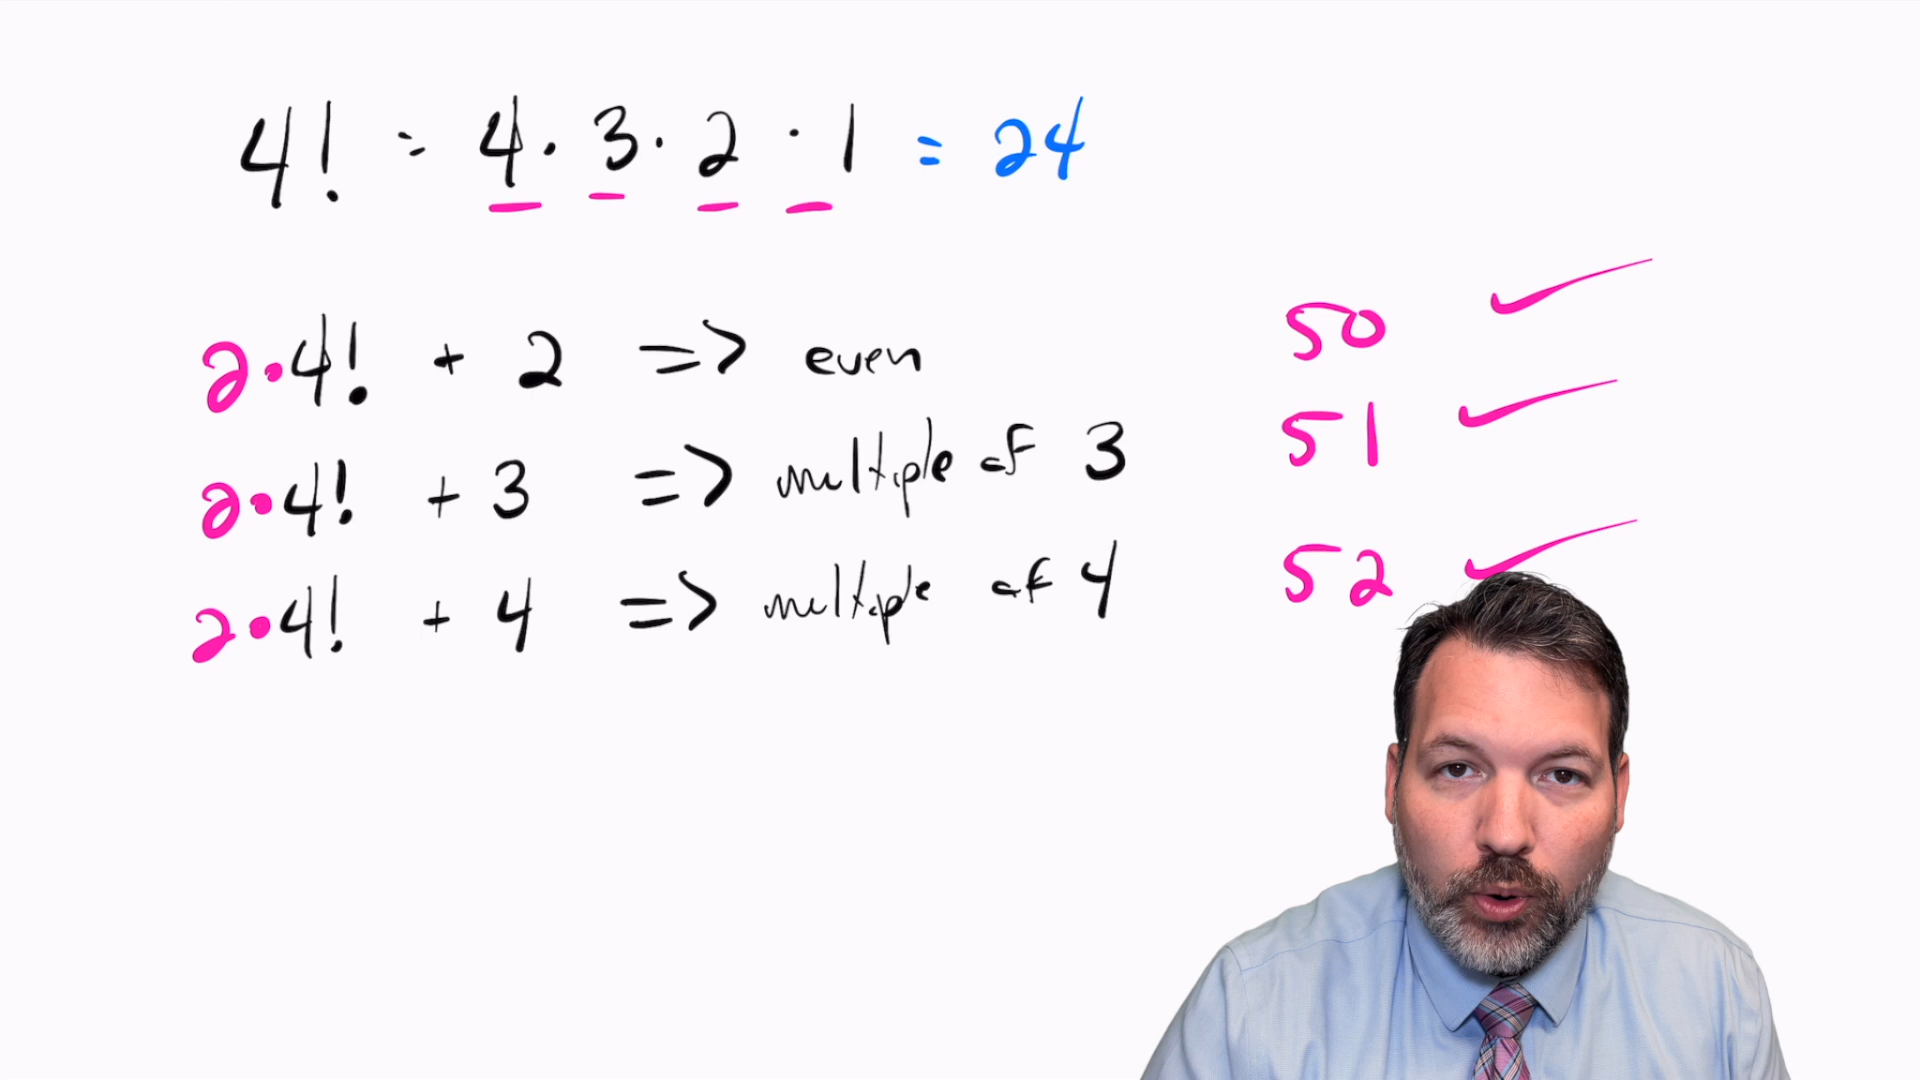 4! = 4 · 3 · 2 · 1 = 24
2·4! + 2 => even 50 ✓
2·4! + 3 => multiple of 3 51 ✓
2·4! + 4 => multiple of 4 52 ✓